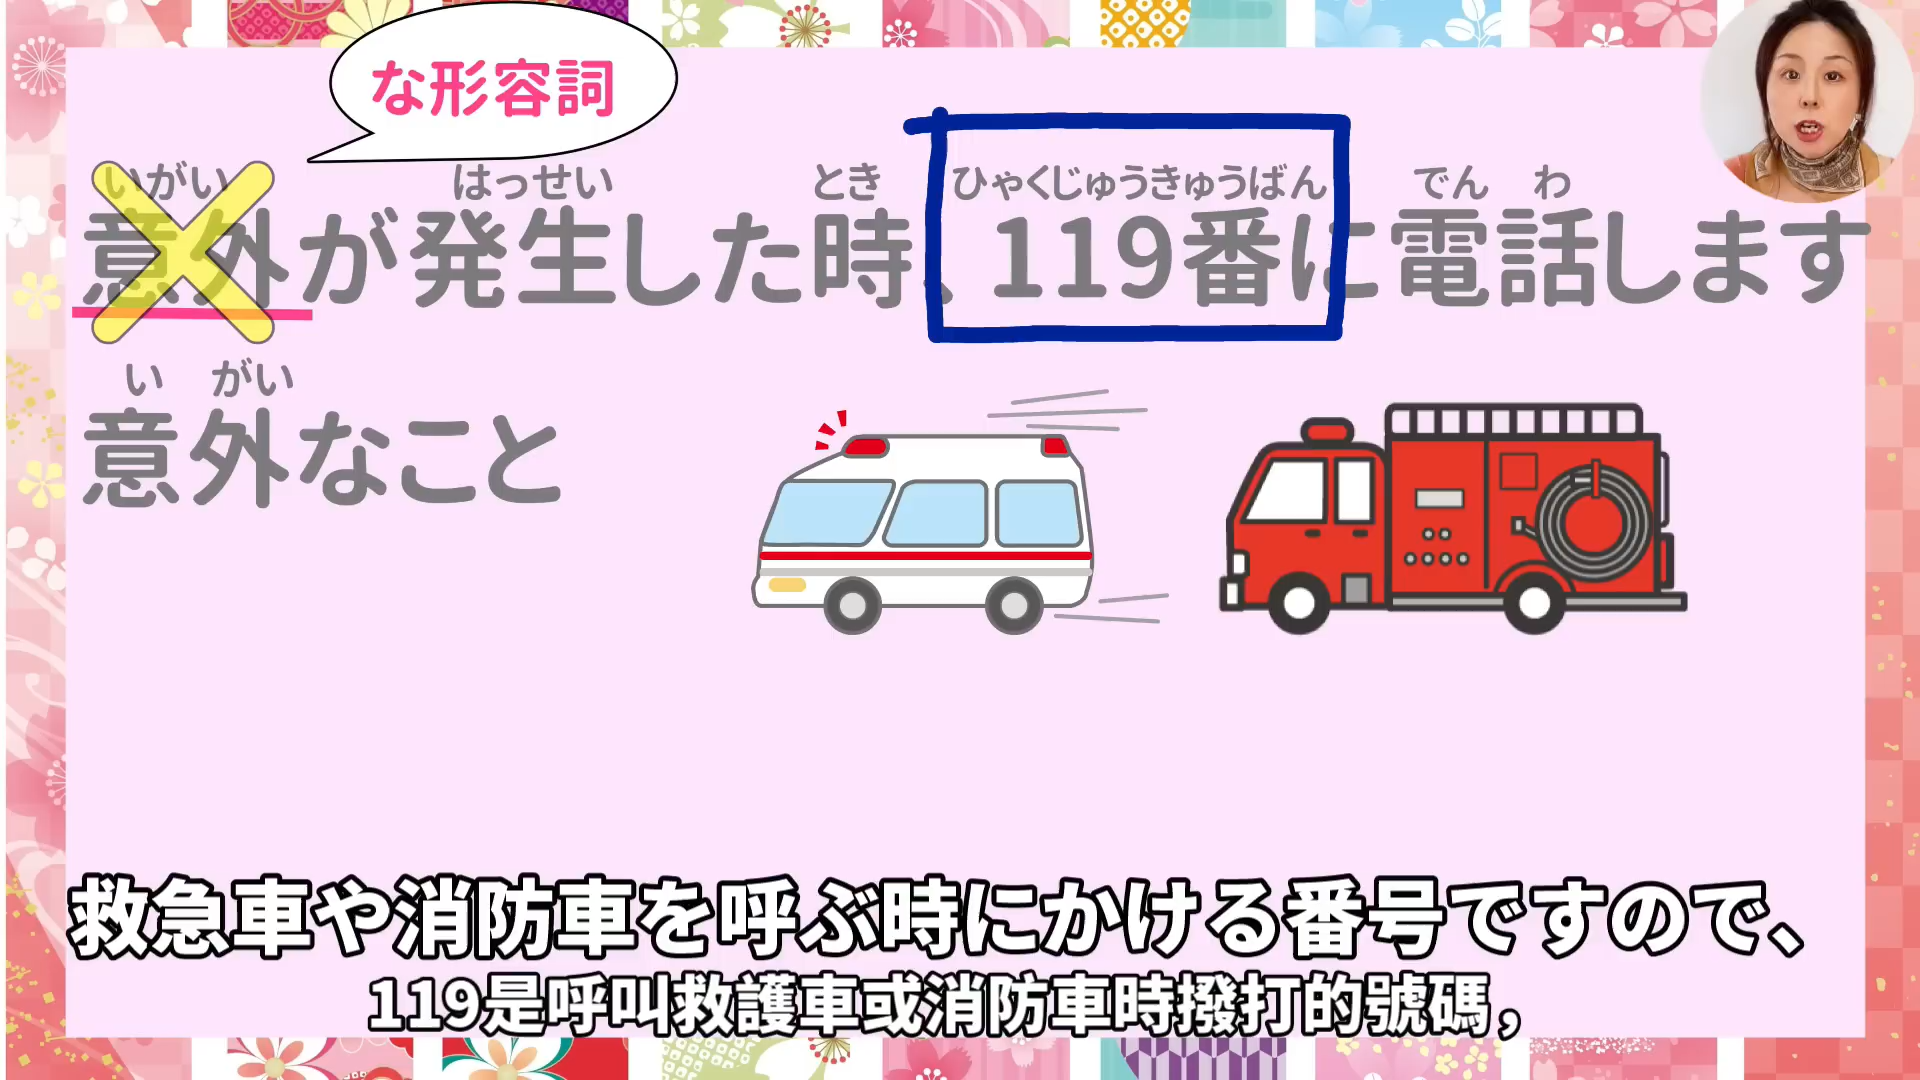 な形容詞
いがい はっせい とき ひゃくじゅうきゅうばん でん わ
意外が発生した時、119番に電話します
い がい
意外なこと
救急車や消防車を呼ぶ時にかける番号ですので、
119是呼叫救護車或消防車時撥打的號碼，